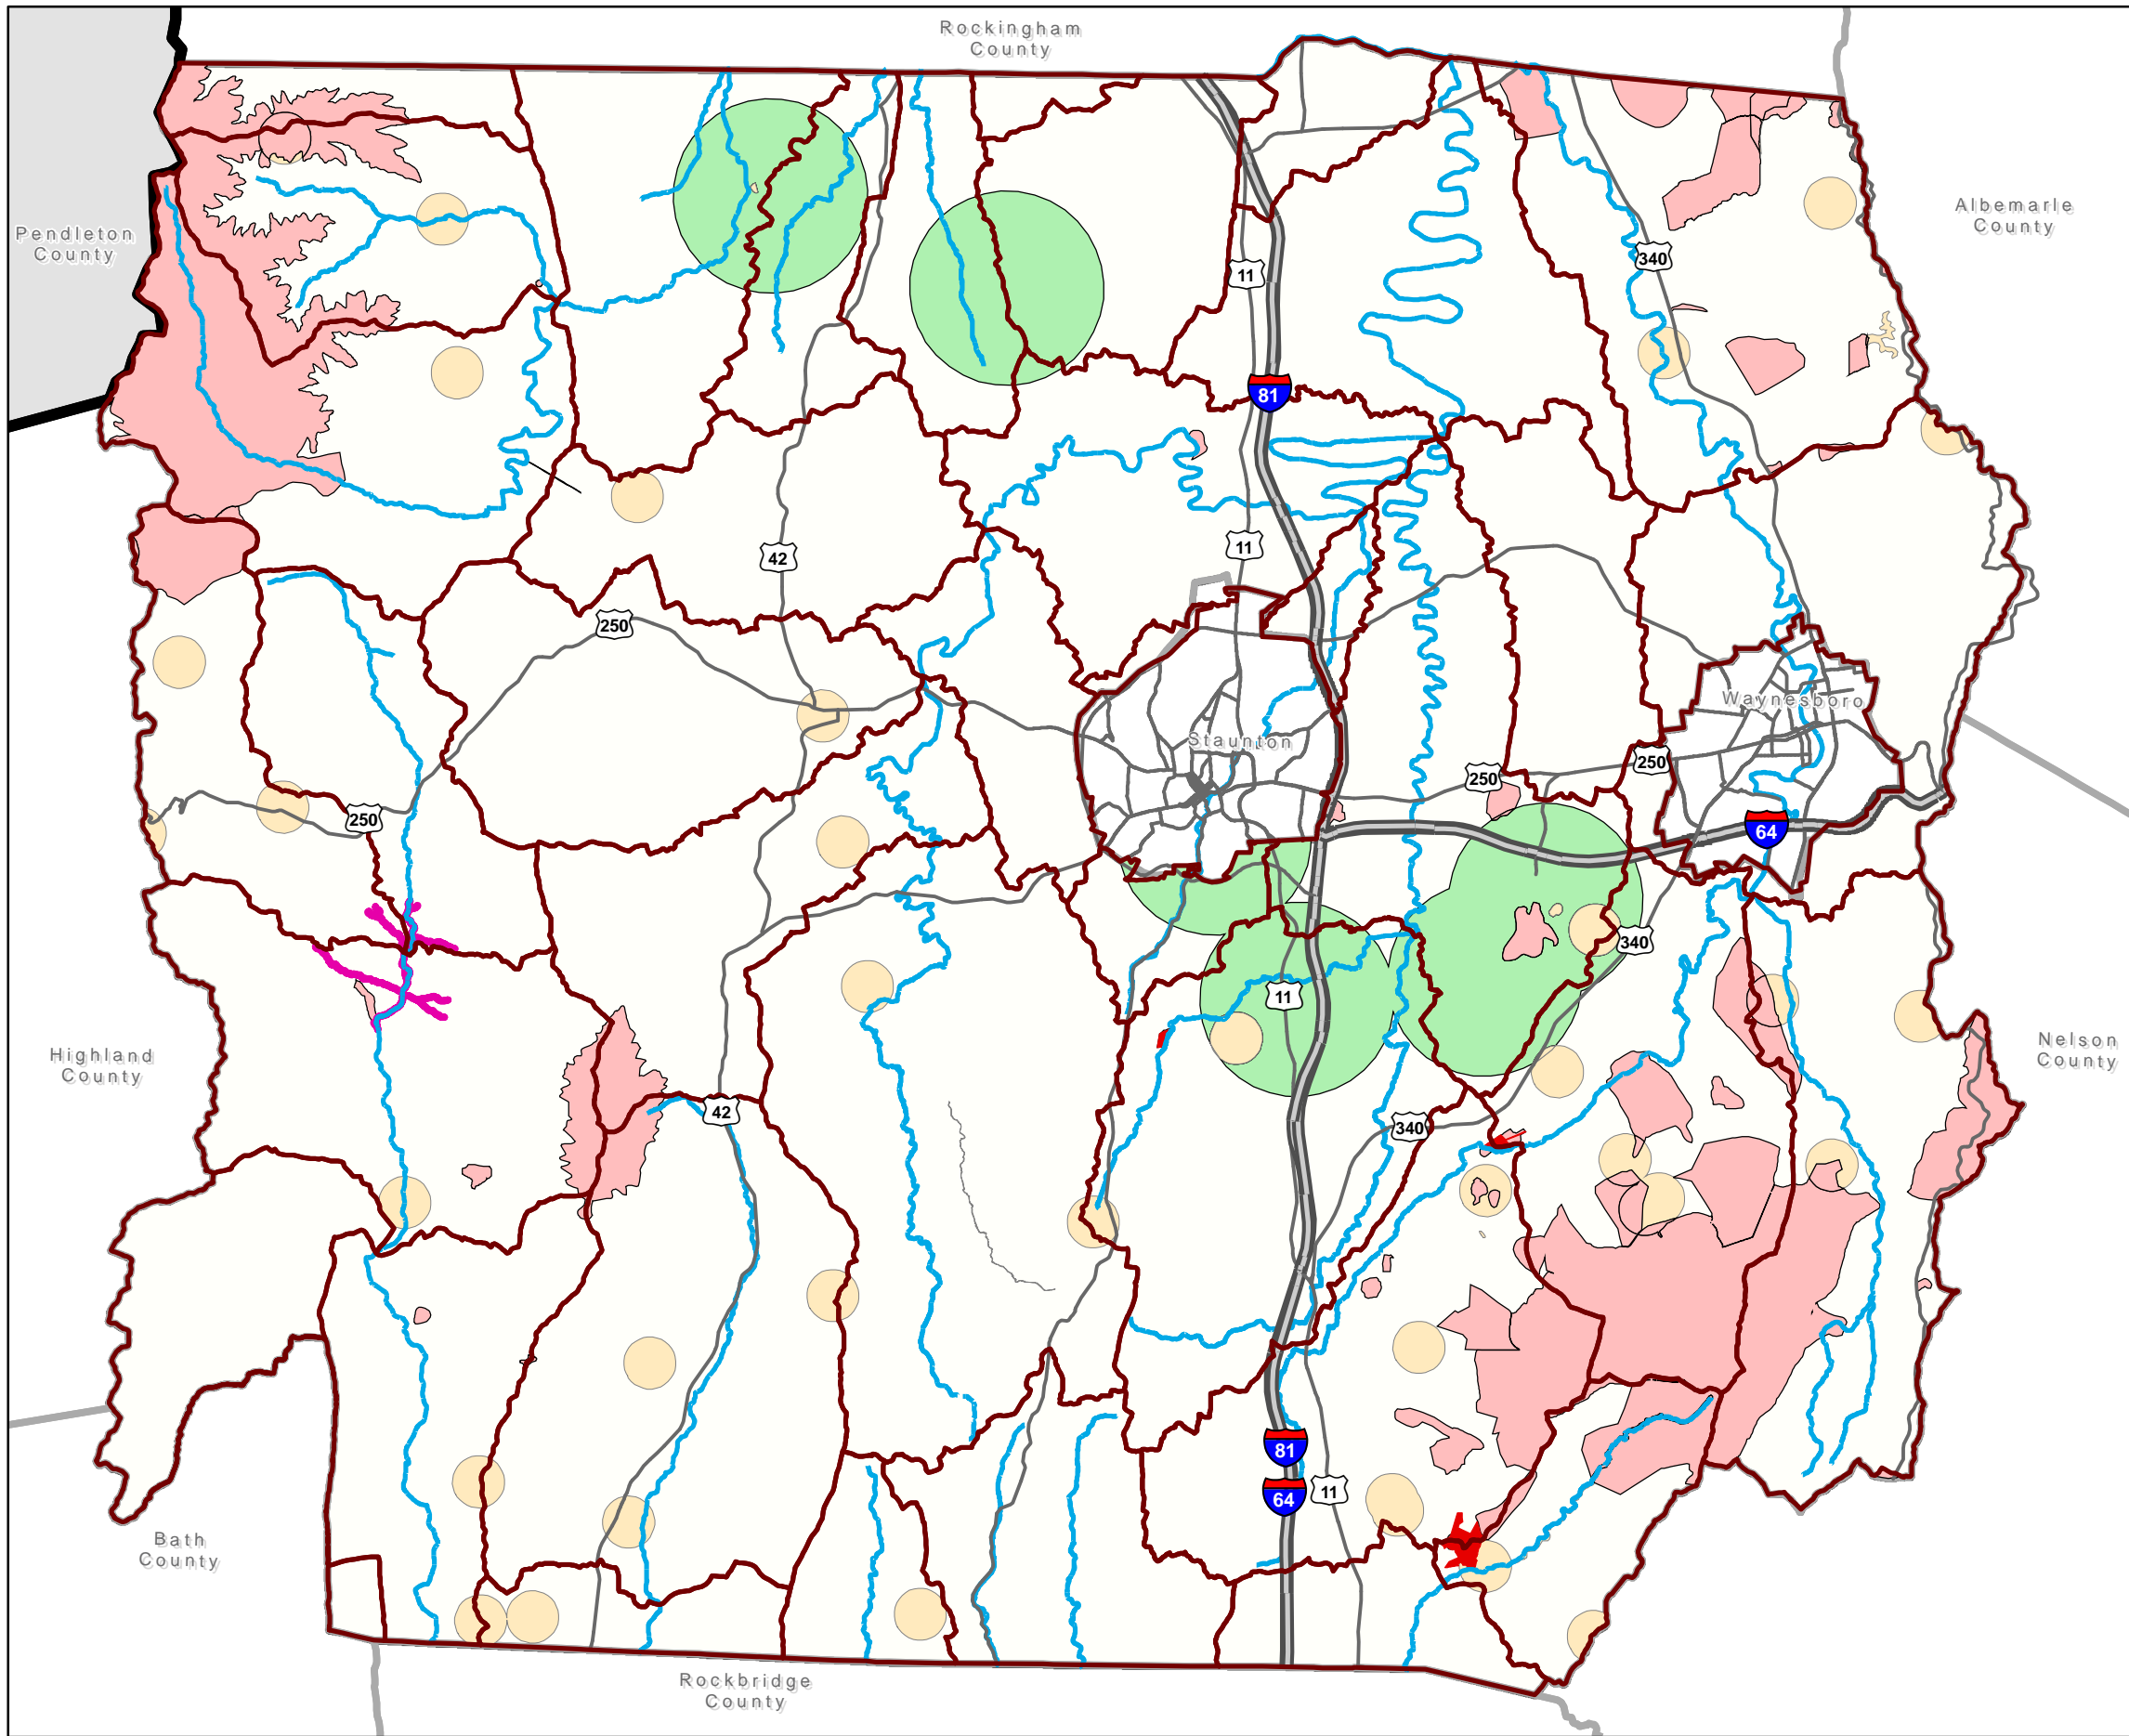 Rockingham
County
Albemarle
County
Pendleton
County
340
11
81
42
11
250
Waynesboro
Staunton
250
250
250
64
340
11
Highland
County
Nelson
County
42
340
81
64
11
Bath
County
Rockbridge
County